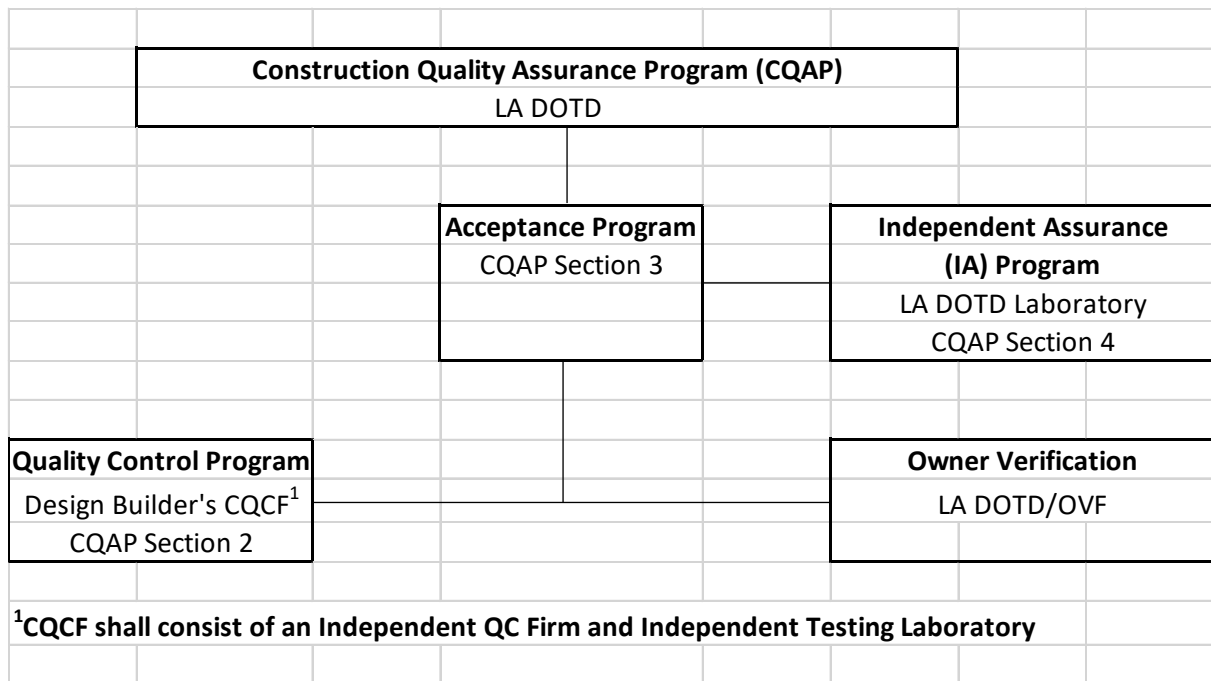 Construction Quality Assurance Program (CQAP)
LA DOTD
Acceptance Program
CQAP Section 3
Independent Assurance
(IA) Program
LA DOTD Laboratory
CQAP Section 4
Quality Control Program
Design Builder's CQCF¹
CQAP Section 2
Owner Verification
LA DOTD/OVF
¹CQCF shall consist of an Independent QC Firm and Independent Testing Laboratory